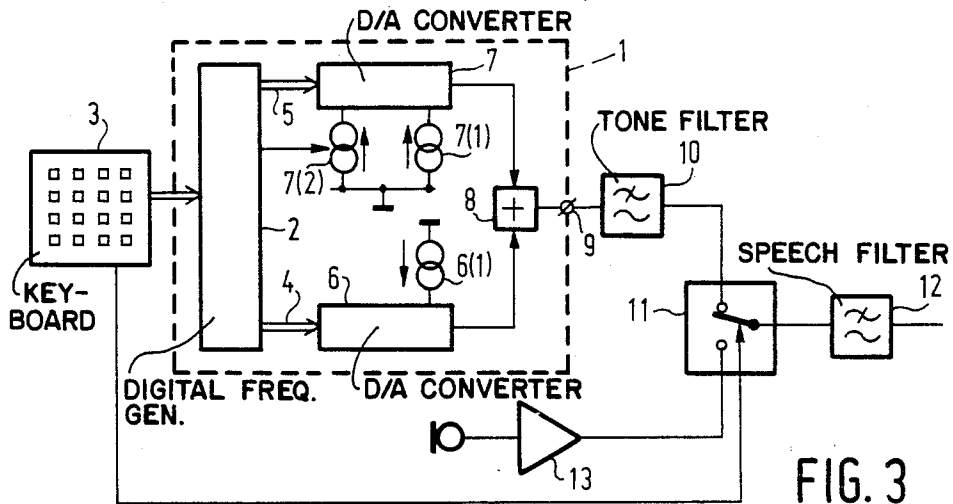 D/A CONVERTER
7
1
5
3
7(2)
7(1)
TONE FILTER
10
2
8
+
9
6(1)
SPEECH FILTER
KEY-
BOARD
4
6
11
12
DIGITAL FREQ.
GEN.
D/A CONVERTER
13
FIG. 3